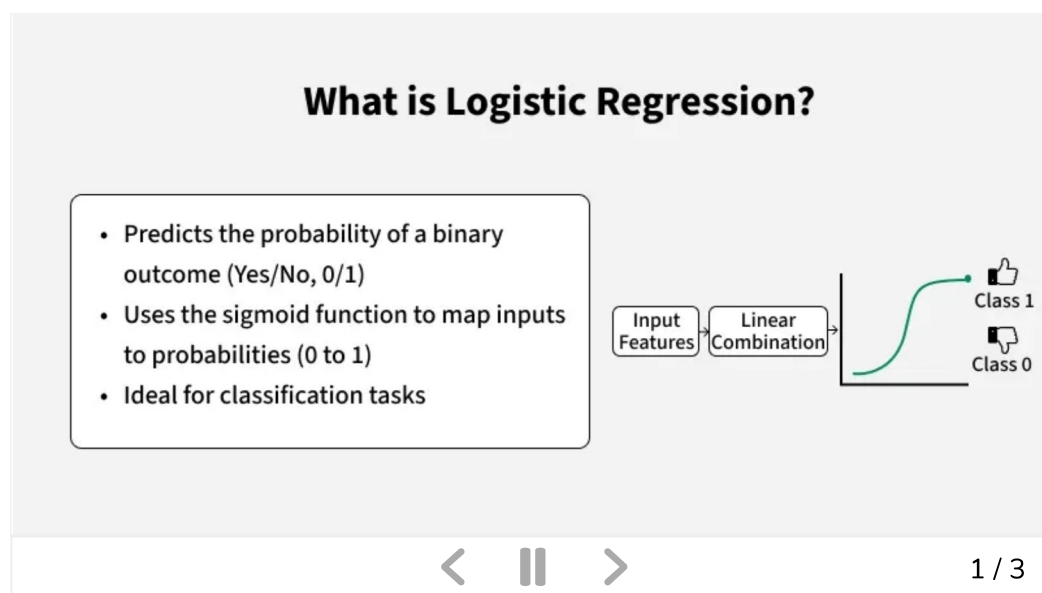 What is Logistic Regression?
• Predicts the probability of a binary
outcome (Yes/No, 0/1)
• Uses the sigmoid function to map inputs
to probabilities (0 to 1)
• Ideal for classification tasks
Input
Features
Linear
Combination
Class 1
Class 0
1 / 3